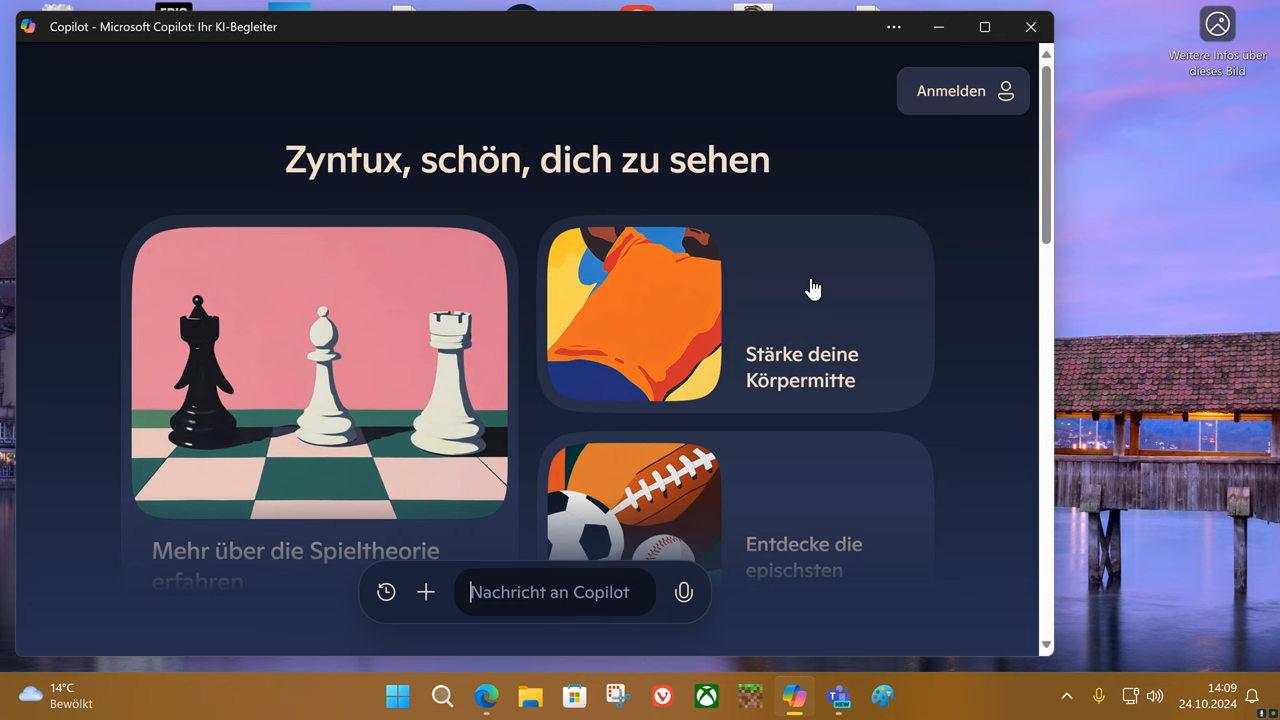 EPIC
Copilot - Microsoft Copilot: Ihr KI-Begleiter
Weitere Infos über
dieses Bild
Anmelden
Zyntux, schön, dich zu sehen
Stärke deine
Körpermitte
Mehr über die Spieltheorie
erfahren
Entdecke die
epischsten
Nachricht an Copilot
14°C
Bewölkt
NEW
14:09
24.10.2024